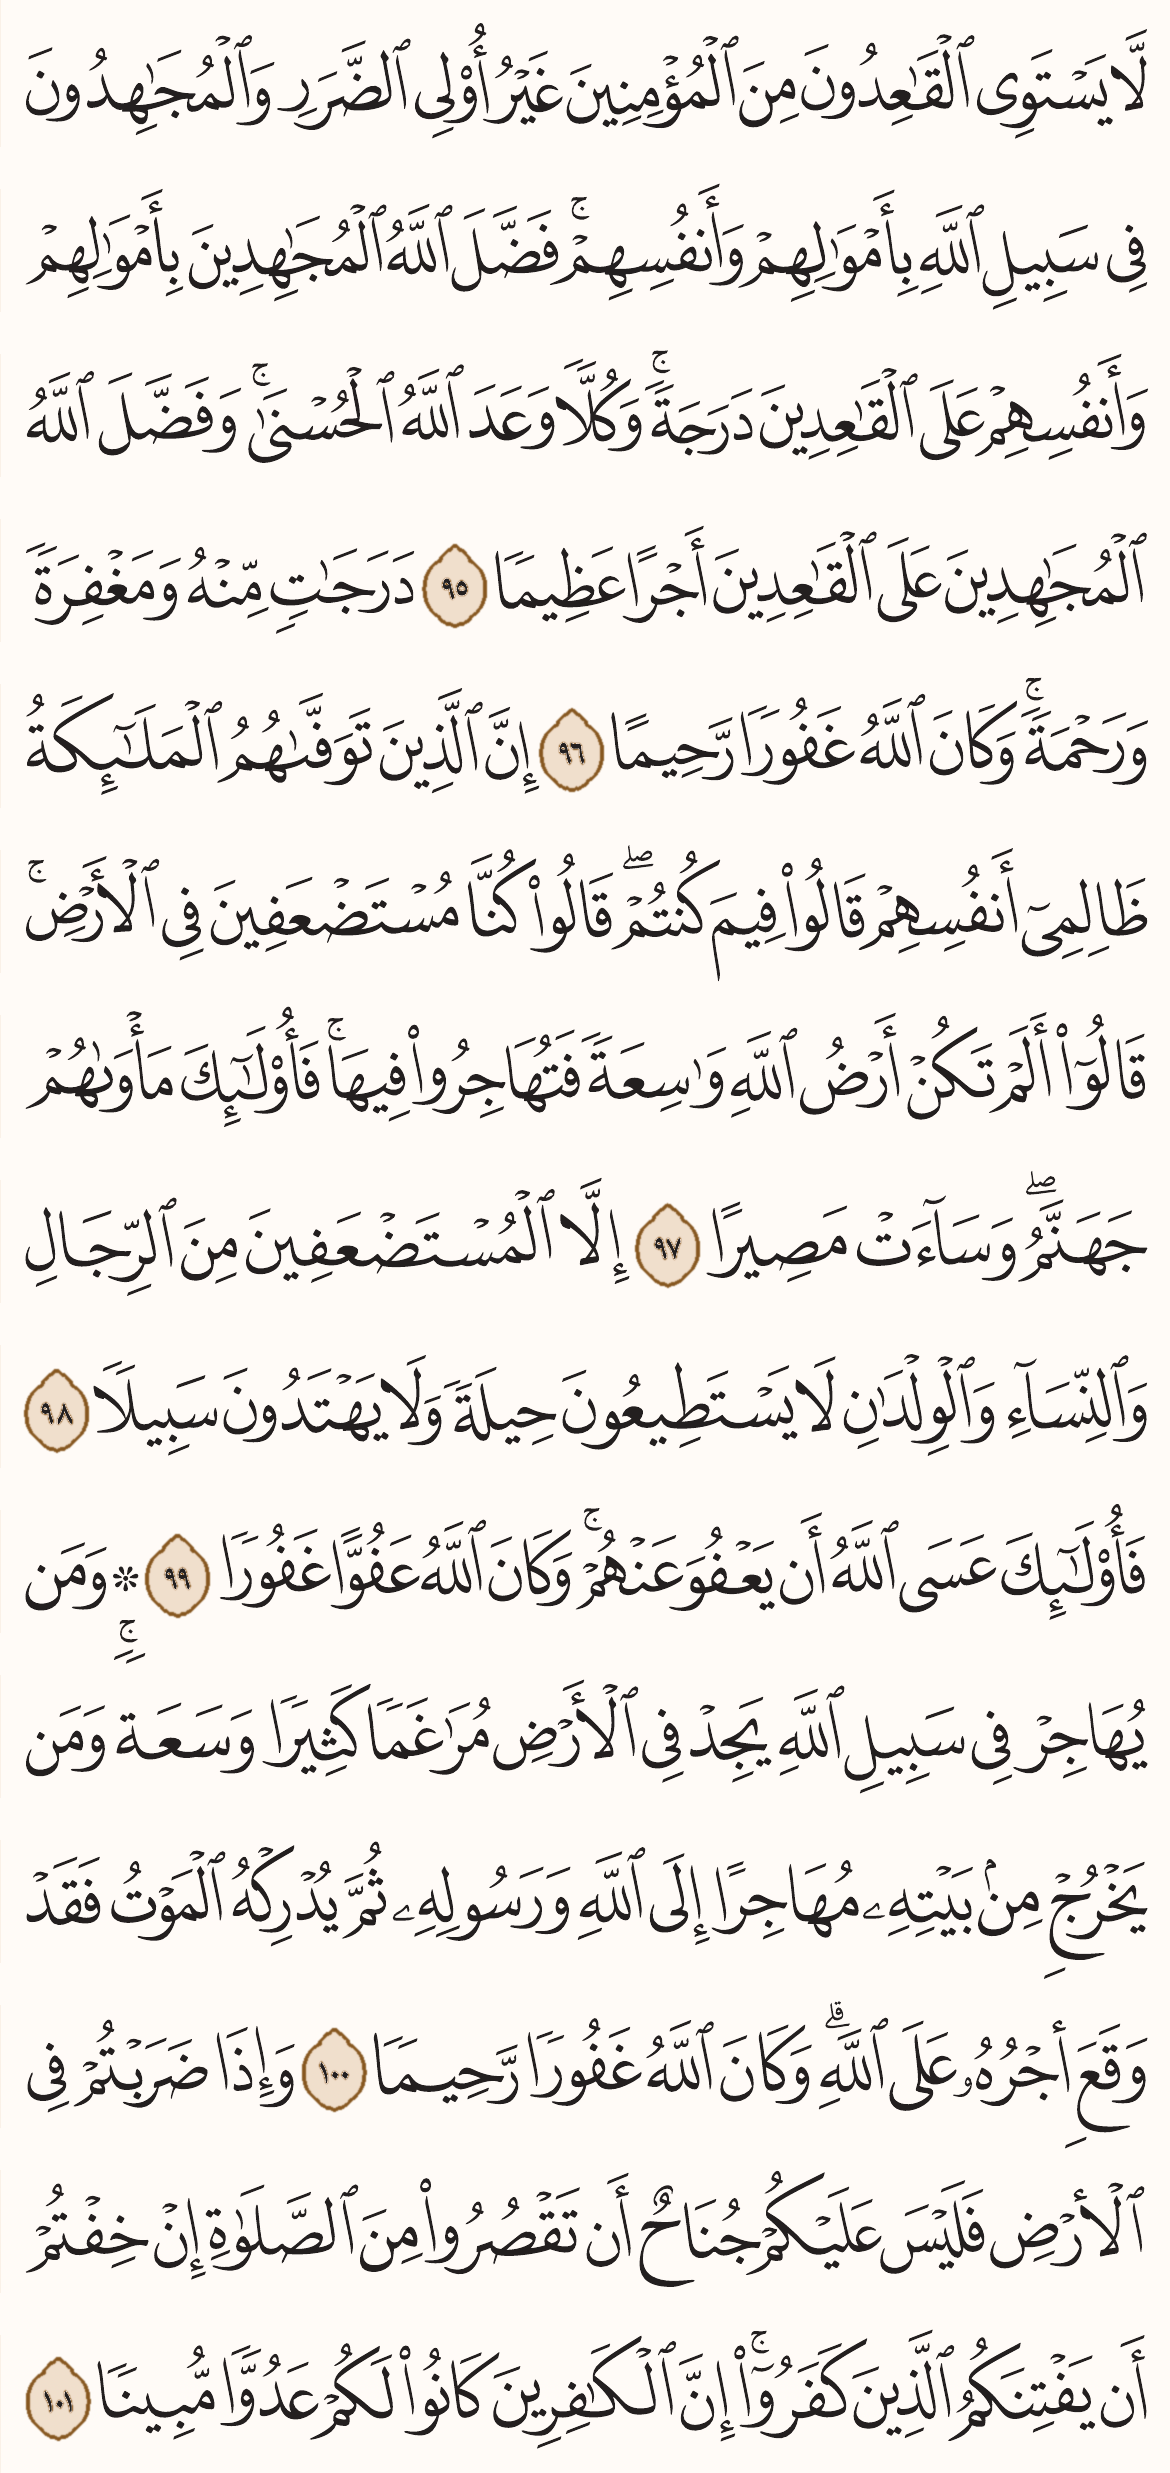 لَّا يَسْتَوِى ٱلْقَـٰعِدُونَ مِنَ ٱلْمُؤْمِنِينَ غَيْرُ أُو۟لِى ٱلضَّرَرِ وَٱلْمُجَـٰهِدُونَ
فِى سَبِيلِ ٱللَّهِ بِأَمْوَٰلِهِمْ وَأَنفُسِهِمْ ۚ فَضَّلَ ٱللَّهُ ٱلْمُجَـٰهِدِينَ بِأَمْوَٰلِهِمْ
وَأَنفُسِهِمْ عَلَى ٱلْقَـٰعِدِينَ دَرَجَةً ۚ وَكُلًّا وَعَدَ ٱللَّهُ ٱلْحُسْنَىٰ ۚ وَفَضَّلَ ٱللَّهُ
ٱلْمُجَـٰهِدِينَ عَلَى ٱلْقَـٰعِدِينَ أَجْرًا عَظِيمًا ٩٥ دَرَجَـٰتٍ مِّنْهُ وَمَغْفِرَةً
وَرَحْمَةً ۚ وَكَانَ ٱللَّهُ غَفُورًا رَّحِيمًا ٩٦ إِنَّ ٱلَّذِينَ تَوَفَّىٰهُمُ ٱلْمَلَـٰٓئِكَةُ
ظَالِمِىٓ أَنفُسِهِمْ قَالُوا۟ فِيمَ كُنتُمْ ۖ قَالُوا۟ كُنَّا مُسْتَضْعَفِينَ فِى ٱلْأَرْضِ ۚ
قَالُوٓا۟ أَلَمْ تَكُنْ أَرْضُ ٱللَّهِ وَٰسِعَةً فَتُهَاجِرُوا۟ فِيهَا ۚ فَأُو۟لَـٰٓئِكَ مَأْوَىٰهُمْ
جَهَنَّمُ ۖ وَسَآءَتْ مَصِيرًا ٩٧ إِلَّا ٱلْمُسْتَضْعَفِينَ مِنَ ٱلرِّجَالِ
وَٱلنِّسَآءِ وَٱلْوِلْدَٰنِ لَا يَسْتَطِيعُونَ حِيلَةً وَلَا يَهْتَدُونَ سَبِيلًا ٩٨
فَأُو۟لَـٰٓئِكَ عَسَى ٱللَّهُ أَن يَعْفُوَ عَنْهُمْ ۚ وَكَانَ ٱللَّهُ عَفُوًّا غَفُورًا ٩٩ ۞ وَمَن
يُهَاجِرْ فِى سَبِيلِ ٱللَّهِ يَجِدْ فِى ٱلْأَرْضِ مُرَٰغَمًا كَثِيرًا وَسَعَةً ۚ وَمَن
يَخْرُجْ مِنۢ بَيْتِهِۦ مُهَاجِرًا إِلَى ٱللَّهِ وَرَسُولِهِۦ ثُمَّ يُدْرِكْهُ ٱلْمَوْتُ فَقَدْ
وَقَعَ أَجْرُهُۥ عَلَى ٱللَّهِ ۗ وَكَانَ ٱللَّهُ غَفُورًا رَّحِيمًا ١٠٠ وَإِذَا ضَرَبْتُمْ فِى
ٱلْأَرْضِ فَلَيْسَ عَلَيْكُمْ جُنَاحٌ أَن تَقْصُرُوا۟ مِنَ ٱلصَّلَوٰةِ إِنْ خِفْتُمْ
أَن يَفْتِنَكُمُ ٱلَّذِينَ كَفَرُوٓا۟ ۚ إِنَّ ٱلْكَـٰفِرِينَ كَانُوا۟ لَكُمْ عَدُوًّا مُّبِينًا ١٠١